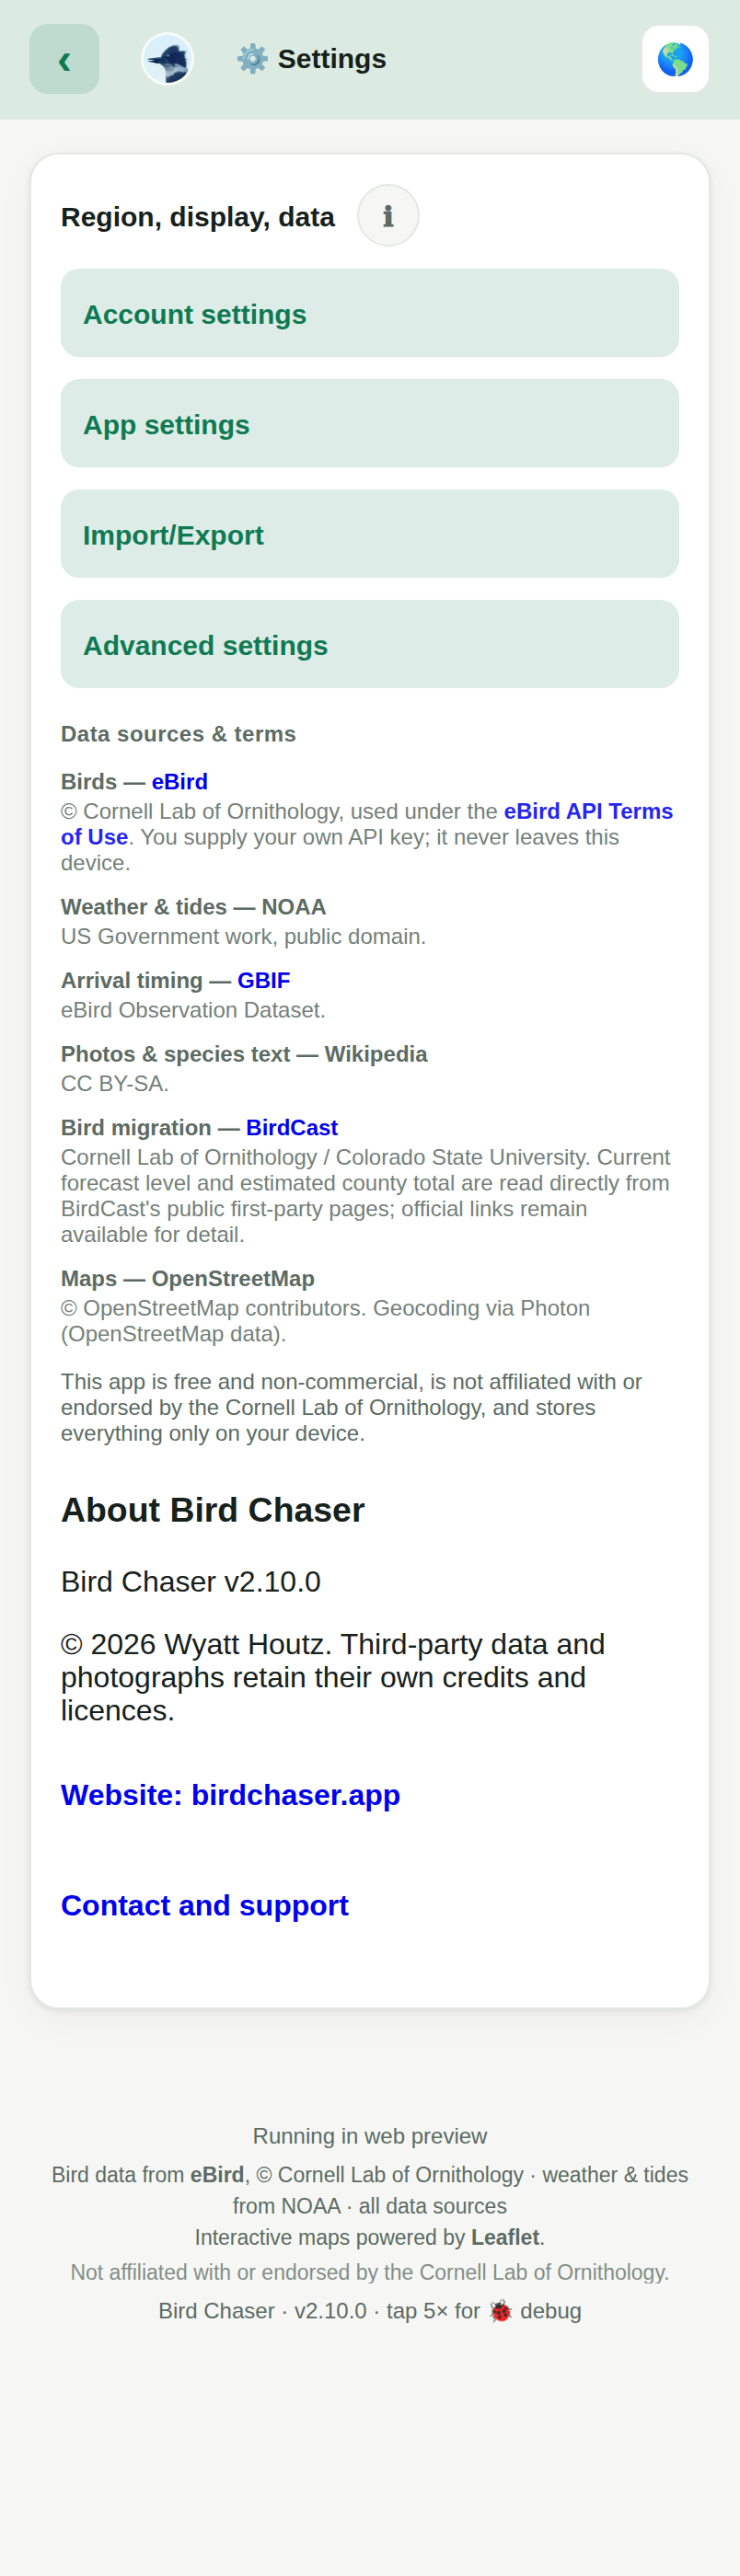 ‹ ⚙️ Settings 🌎
Region, display, data ℹ
Account settings
App settings
Import/Export
Advanced settings
Data sources & terms
Birds — eBird
© Cornell Lab of Ornithology, used under the eBird API Terms
of Use. You supply your own API key; it never leaves this
device.
Weather & tides — NOAA
US Government work, public domain.
Arrival timing — GBIF
eBird Observation Dataset.
Photos & species text — Wikipedia
CC BY-SA.
Bird migration — BirdCast
Cornell Lab of Ornithology / Colorado State University. Current
forecast level and estimated county total are read directly from
BirdCast's public first-party pages; official links remain
available for detail.
Maps — OpenStreetMap
© OpenStreetMap contributors. Geocoding via Photon
(OpenStreetMap data).
This app is free and non-commercial, is not affiliated with or
endorsed by the Cornell Lab of Ornithology, and stores
everything only on your device.
About Bird Chaser
Bird Chaser v2.10.0
© 2026 Wyatt Houtz. Third-party data and
photographs retain their own credits and
licences.
Website: birdchaser.app
Contact and support
Running in web preview
Bird data from eBird, © Cornell Lab of Ornithology · weather & tides
from NOAA · all data sources
Interactive maps powered by Leaflet.
Not affiliated with or endorsed by the Cornell Lab of Ornithology.
Bird Chaser · v2.10.0 · tap 5× for 🐞 debug